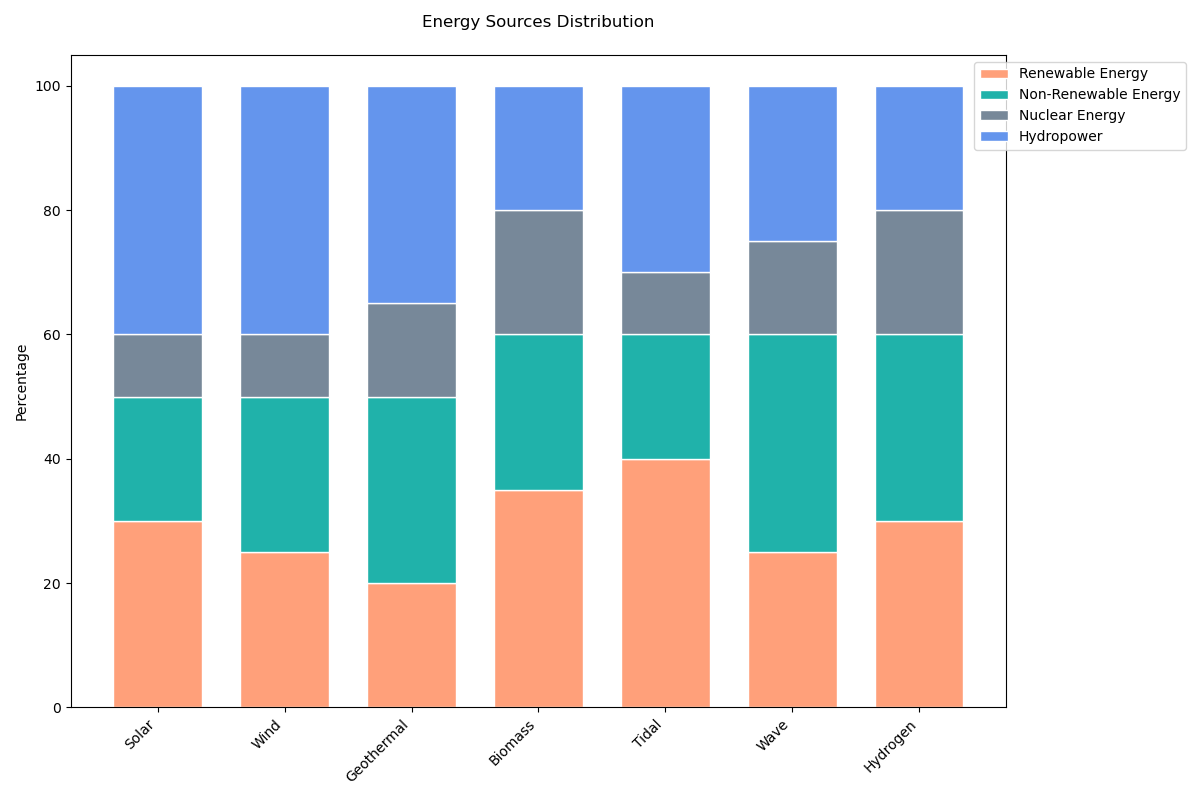 Energy Sources Distribution
Renewable Energy
Non-Renewable Energy
Nuclear Energy
Hydropower
Percentage
100
80
60
40
20
0
Solar
Wind
Geothermal
Biomass
Tidal
Wave
Hydrogen